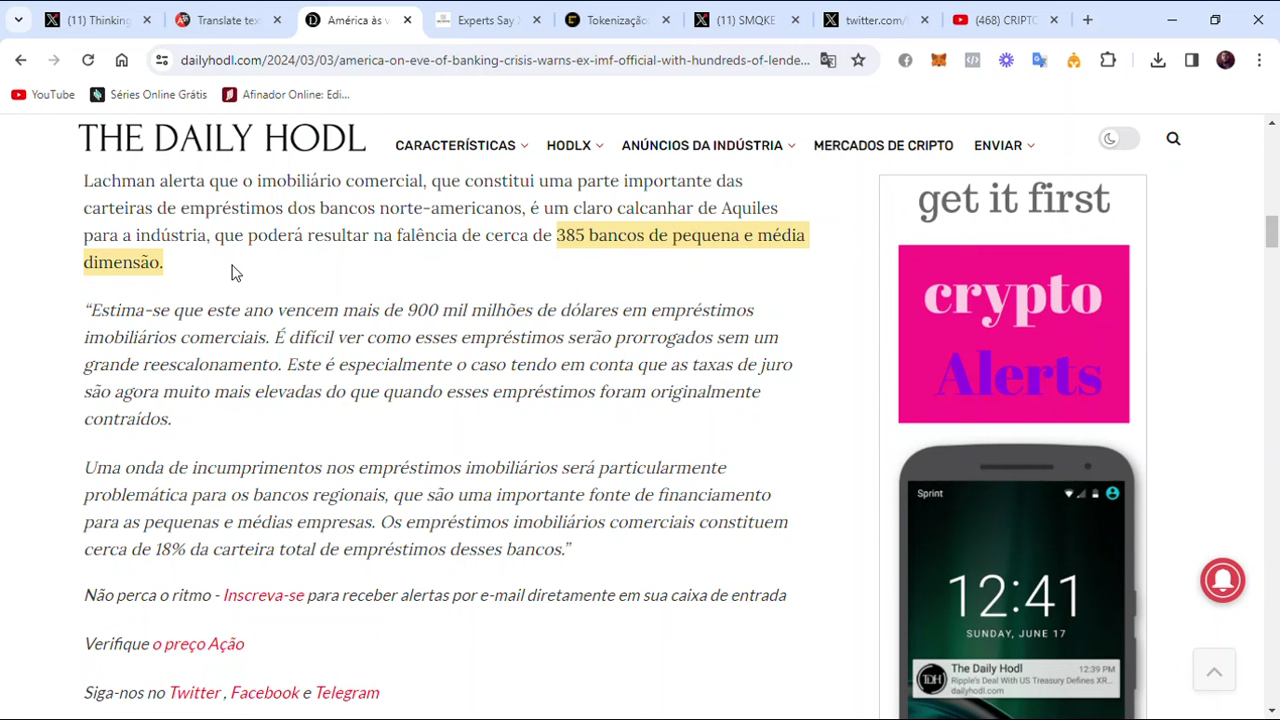 (11) Thinking
Translate tex
América às v
Experts Say X
Tokenização
(11) SMQKE
twitter.com/
(468) CRIPTO
dailyhodl.com/2024/03/03/america-on-eve-of-banking-crisis-warns-ex-imf-official-with-hundreds-of-lende...
YouTube
Séries Online Grátis
Afinador Online: Edi...
THE DAILY HODL
CARACTERÍSTICAS
HODLX
ANÚNCIOS DA INDÚSTRIA
MERCADOS DE CRIPTO
ENVIAR
Lachman alerta que o imobiliário comercial, que constitui uma parte importante das
carteiras de empréstimos dos bancos norte-americanos, é um claro calcanhar de Aquiles
para a indústria, que poderá resultar na falência de cerca de 385 bancos de pequena e média
dimensão.
“Estima-se que este ano vencem mais de 900 mil milhões de dólares em empréstimos
imobiliários comerciais. É difícil ver como esses empréstimos serão prorrogados sem um
grande reescalonamento. Este é especialmente o caso tendo em conta que as taxas de juro
são agora muito mais elevadas do que quando esses empréstimos foram originalmente
contraídos.
Uma onda de incumprimentos nos empréstimos imobiliários será particularmente
problemática para os bancos regionais, que são uma importante fonte de financiamento
para as pequenas e médias empresas. Os empréstimos imobiliários comerciais constituem
cerca de 18% da carteira total de empréstimos desses bancos.”
Não perca o ritmo - Inscreva-se para receber alertas por e-mail diretamente em sua caixa de entrada
Verifique o preço Ação
Siga-nos no Twitter , Facebook e Telegram
get it first
crypto
Alerts
Sprint
12:41
SUNDAY, JUNE 17
TDH
The Daily Hodl
12:39 PM
Ripple's Deal With US Treasury Defines XR...
dailyhodl.com